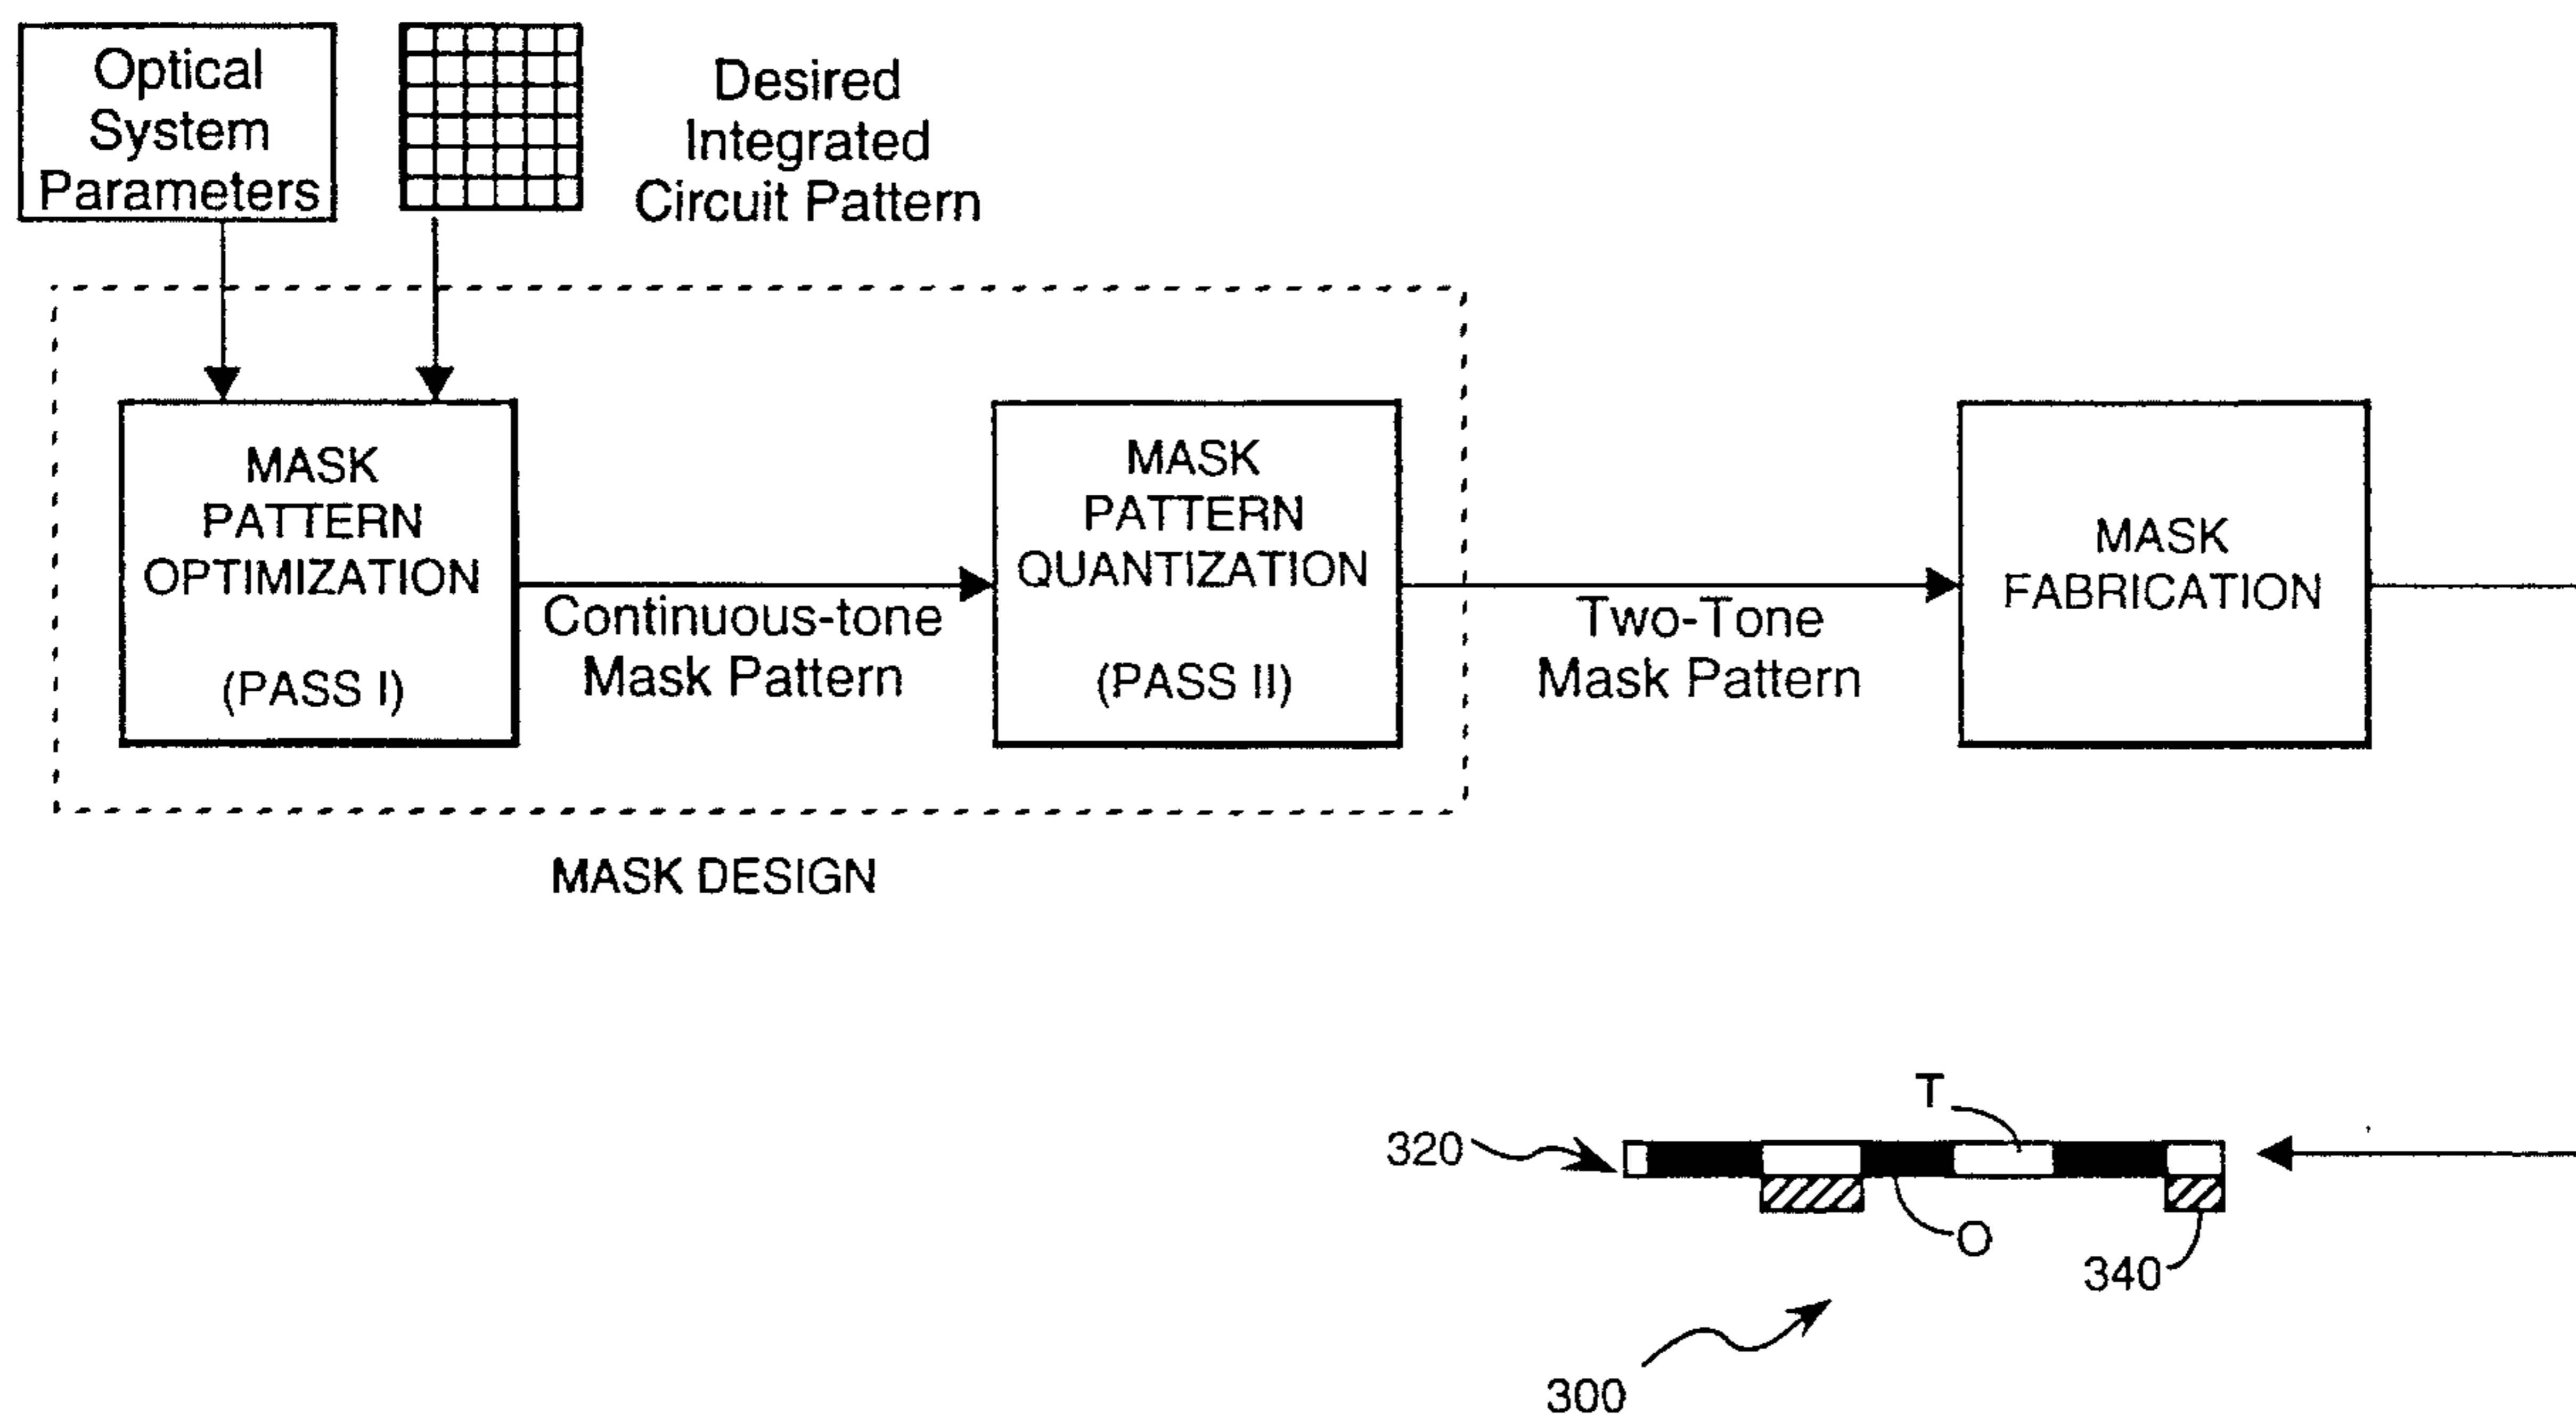 Optical
System
Parameters
Desired
Integrated
Circuit Pattern
MASK
PATTERN
OPTIMIZATION
(PASS I)
Continuous-tone
Mask Pattern
MASK
PATTERN
QUANTIZATION
(PASS II)
Two-Tone
Mask Pattern
MASK
FABRICATION
MASK DESIGN
T
320
O
340
300